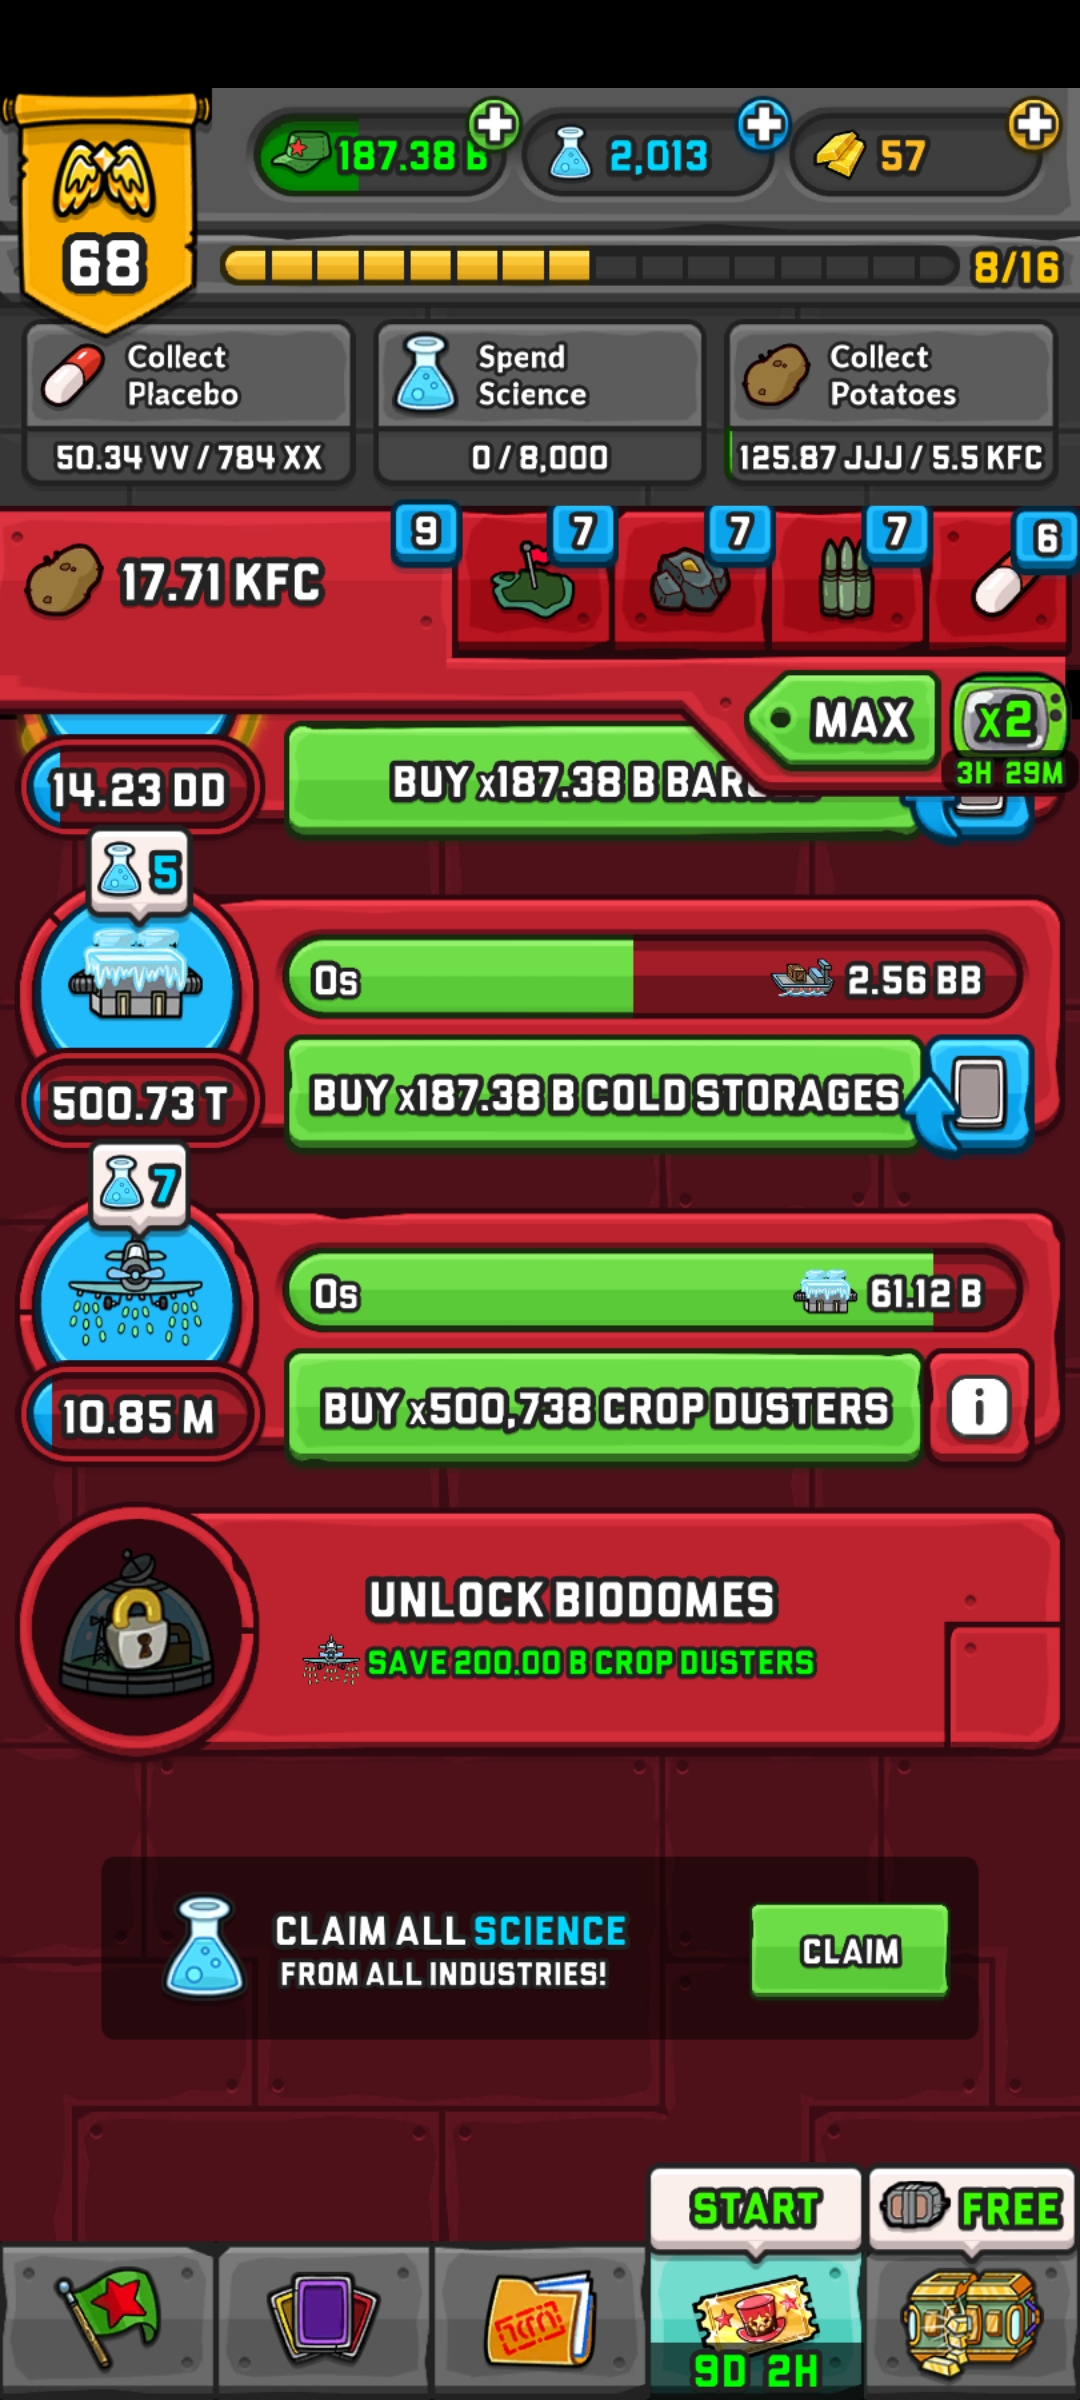 187.38 B
2,013
57
68
8/16
Collect
Placebo
50.34 VV / 784 XX
Spend
Science
0 / 8,000
Collect
Potatoes
125.87 JJJ / 5.5 KFC
17.71 KFC
9
7
7
7
6
MAX
x2
3H 29M
14.23 DD
BUY x187.38 B
5
0s
2.56 BB
500.73 T
BUY x187.38 B COLD STORAGES
7
0s
61.12 B
10.85 M
BUY x500,738 CROP DUSTERS
i
UNLOCK BIODOMES
SAVE 200.00 B CROP DUSTERS
CLAIM ALL SCIENCE
FROM ALL INDUSTRIES!
CLAIM
START
FREE
9D 2H